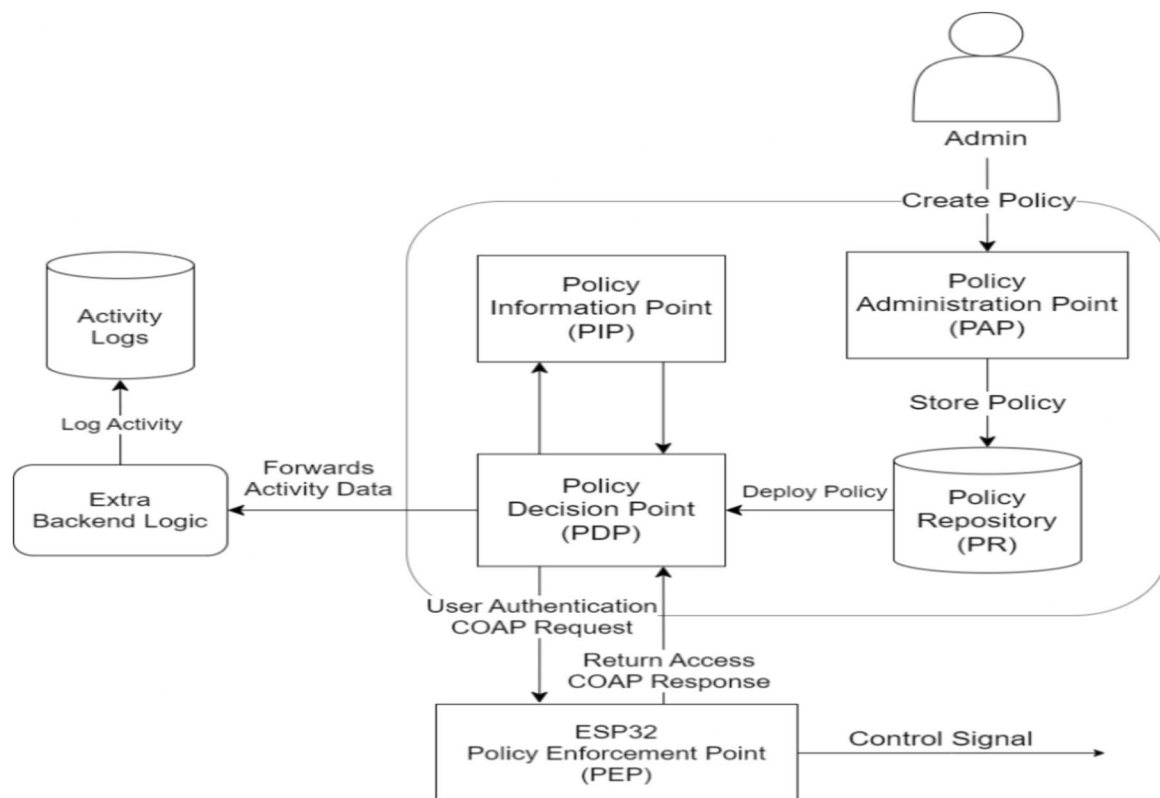 Admin
Create Policy
Policy
Information Point
(PIP)
Policy
Administration Point
(PAP)
Activity
Logs
Store Policy
Log Activity
Forwards
Activity Data
Extra
Backend Logic
Policy
Decision Point
(PDP)
Deploy Policy
Policy
Repository
(PR)
User Authentication
COAP Request
Return Access
COAP Response
ESP32
Policy Enforcement Point
(PEP)
Control Signal